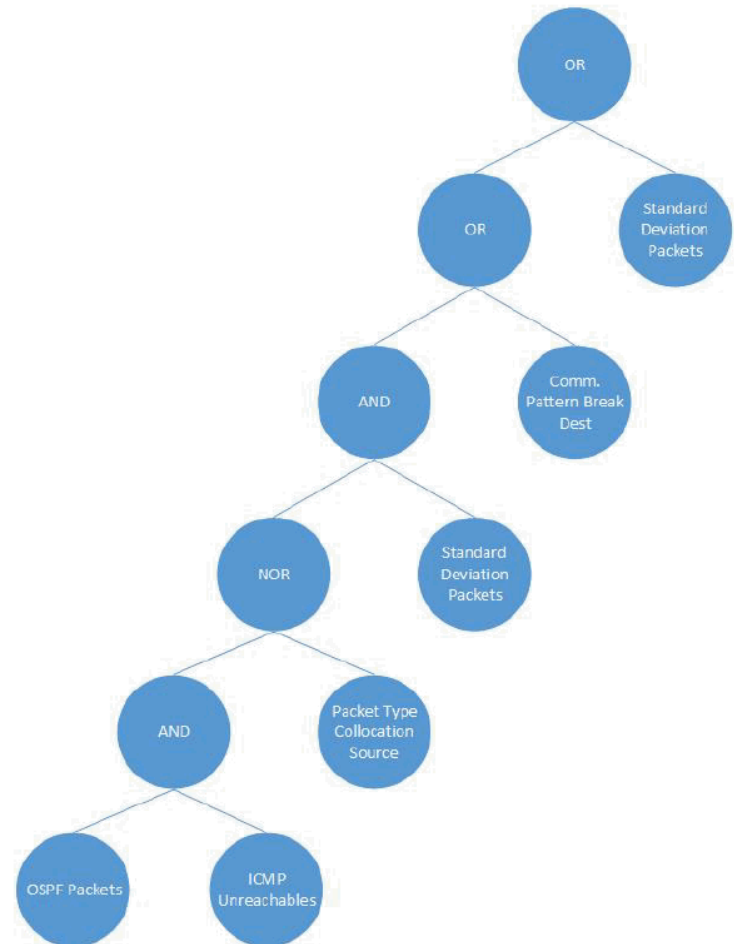 OR
OR
Standard
Deviation
Packets
AND
Comm.
Pattern Break
Dest
NOR
Standard
Deviation
Packets
AND
Packet Type
Collocation
Source
OSPF Packets
ICMP
Unreachables